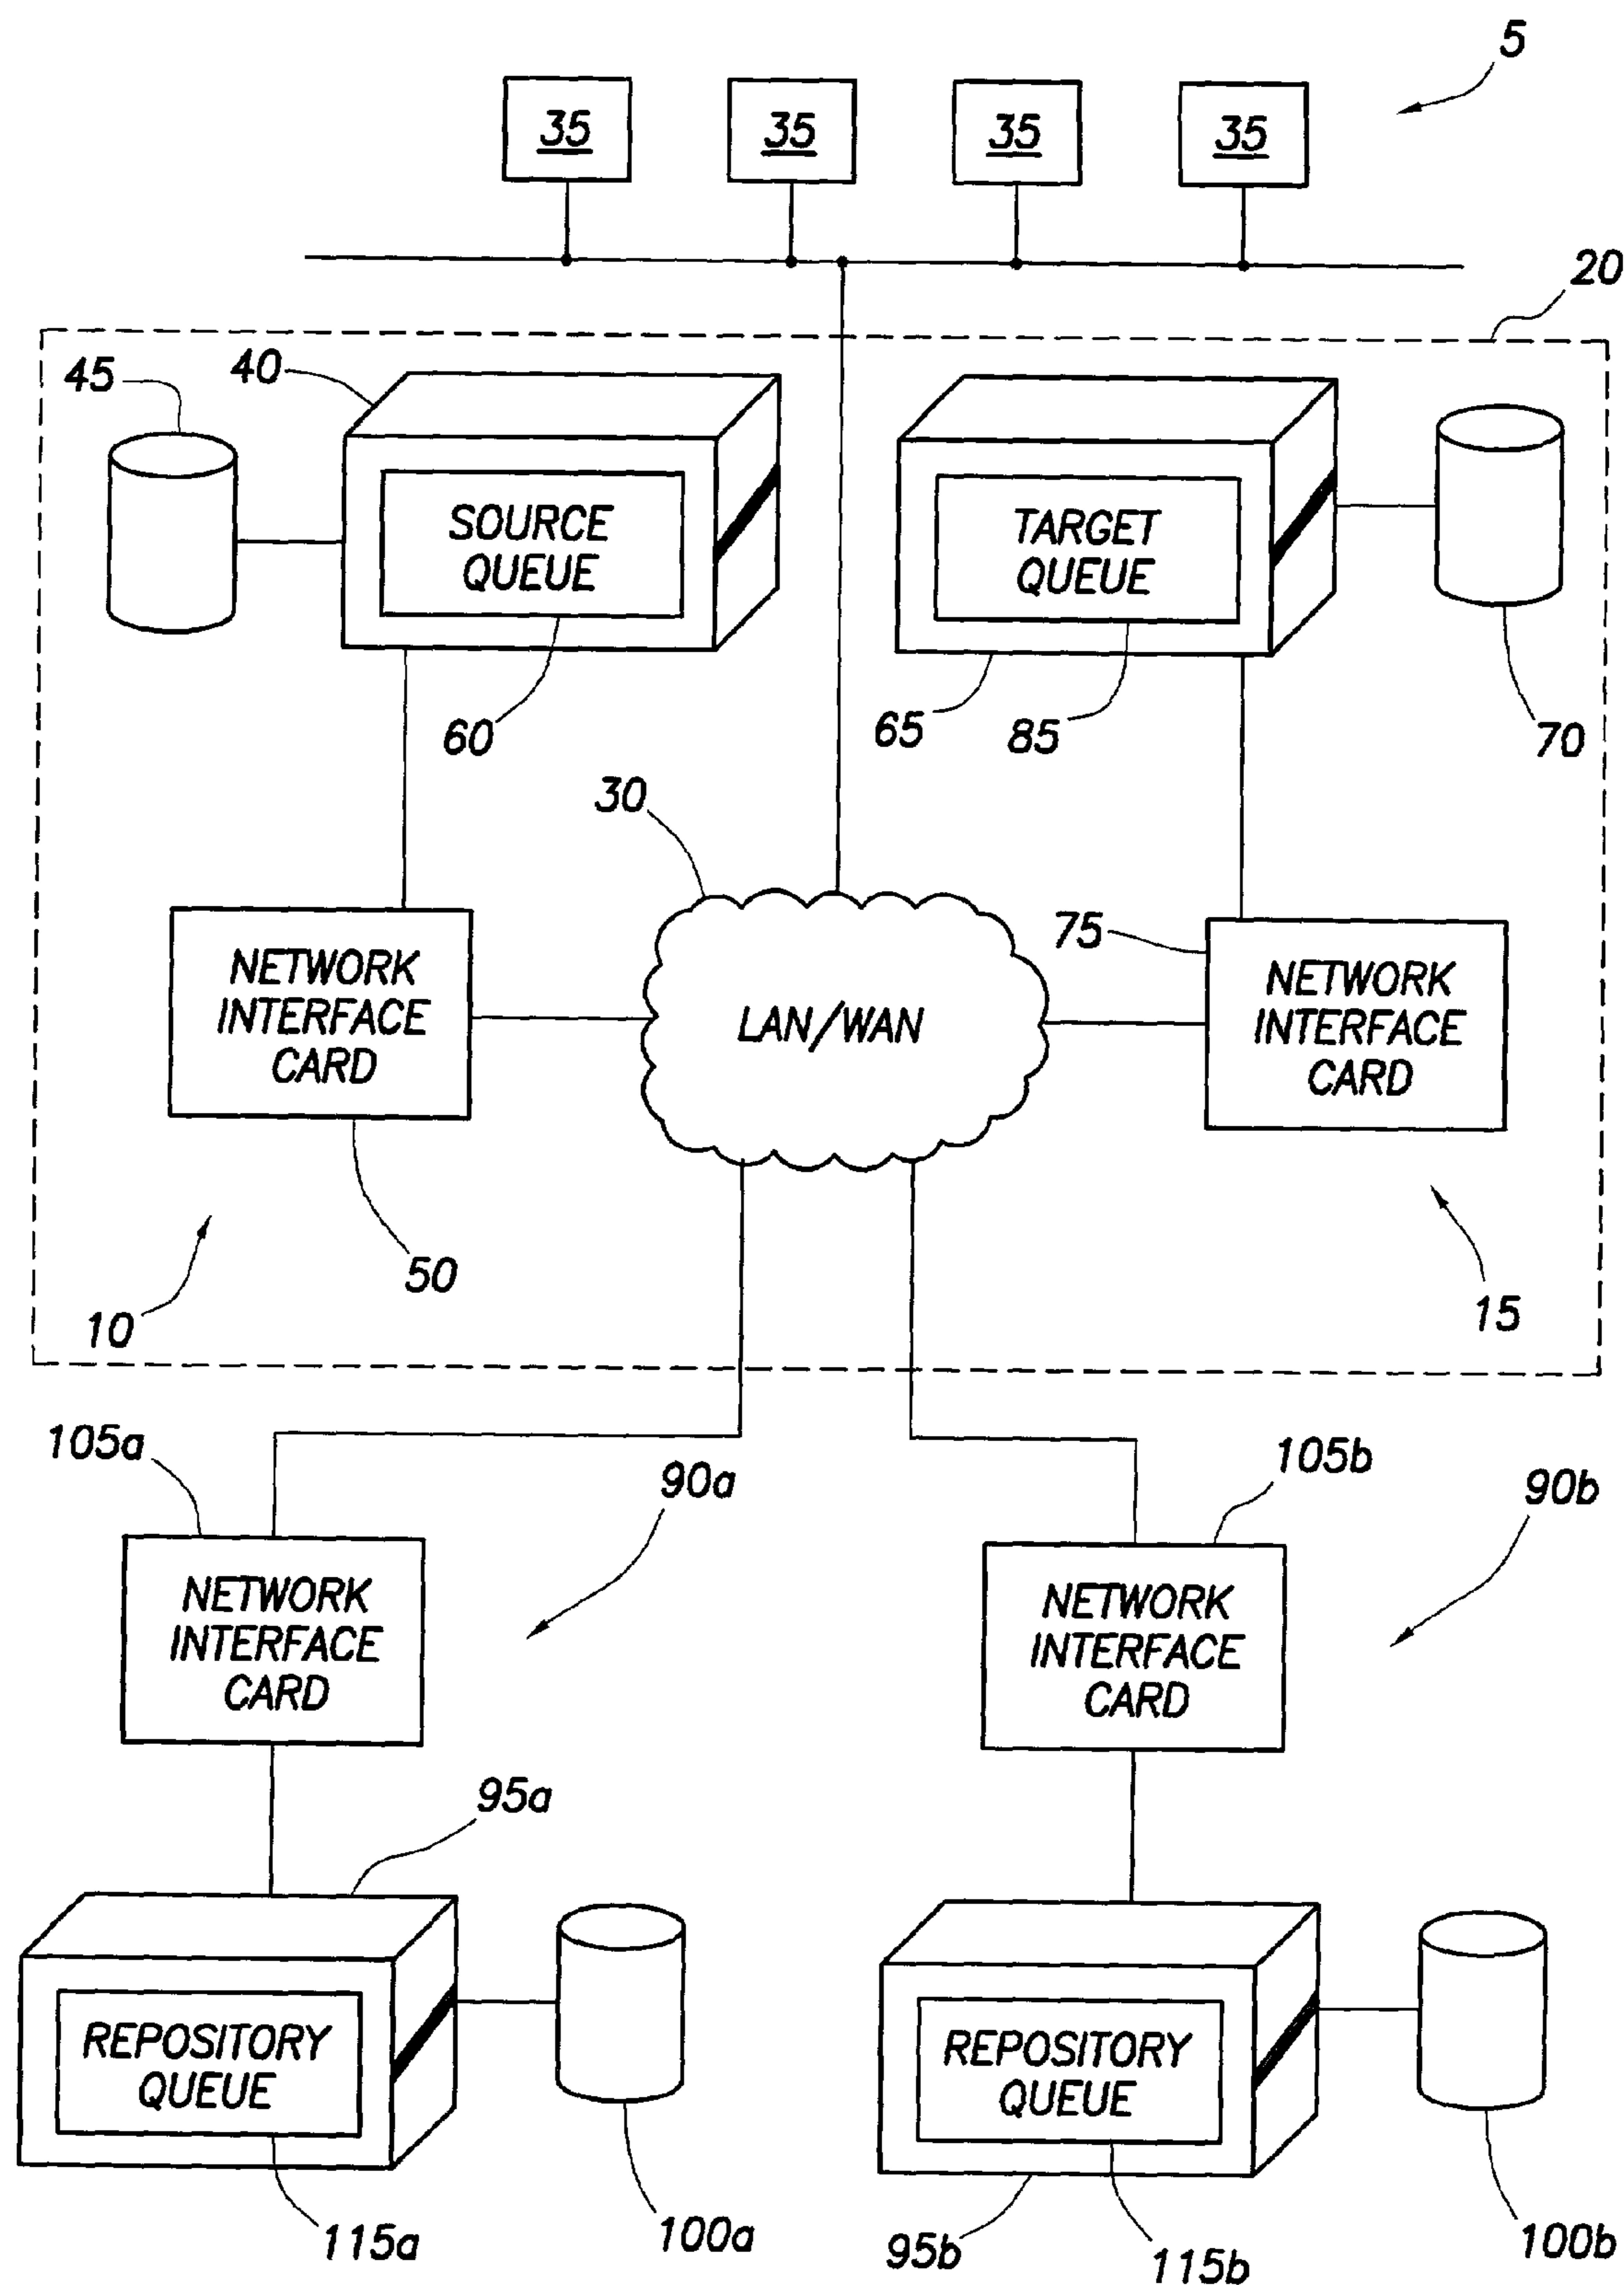 5
35 35 35 35
20
45 40
SOURCE
QUEUE
TARGET
QUEUE
60 65 85 70
30
75
NETWORK
INTERFACE
CARD
LAN/WAN
NETWORK
INTERFACE
CARD
50
10 15
105a 90a 105b 90b
NETWORK
INTERFACE
CARD
NETWORK
INTERFACE
CARD
95a
REPOSITORY
QUEUE
REPOSITORY
QUEUE
115a 100a 95b 115b 100b